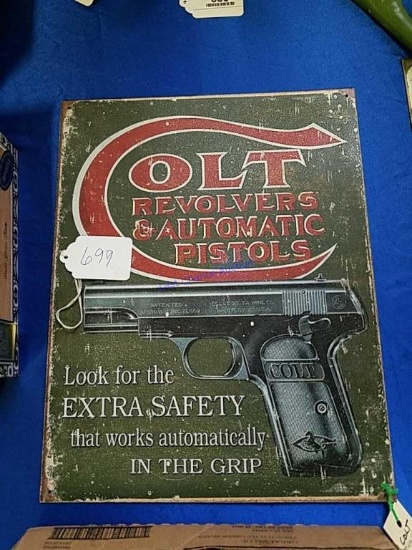 COLT
REVOLVERS
& AUTOMATIC
PISTOLS
699
COLT
Look for the
EXTRA SAFETY
that works automatically
IN THE GRIP